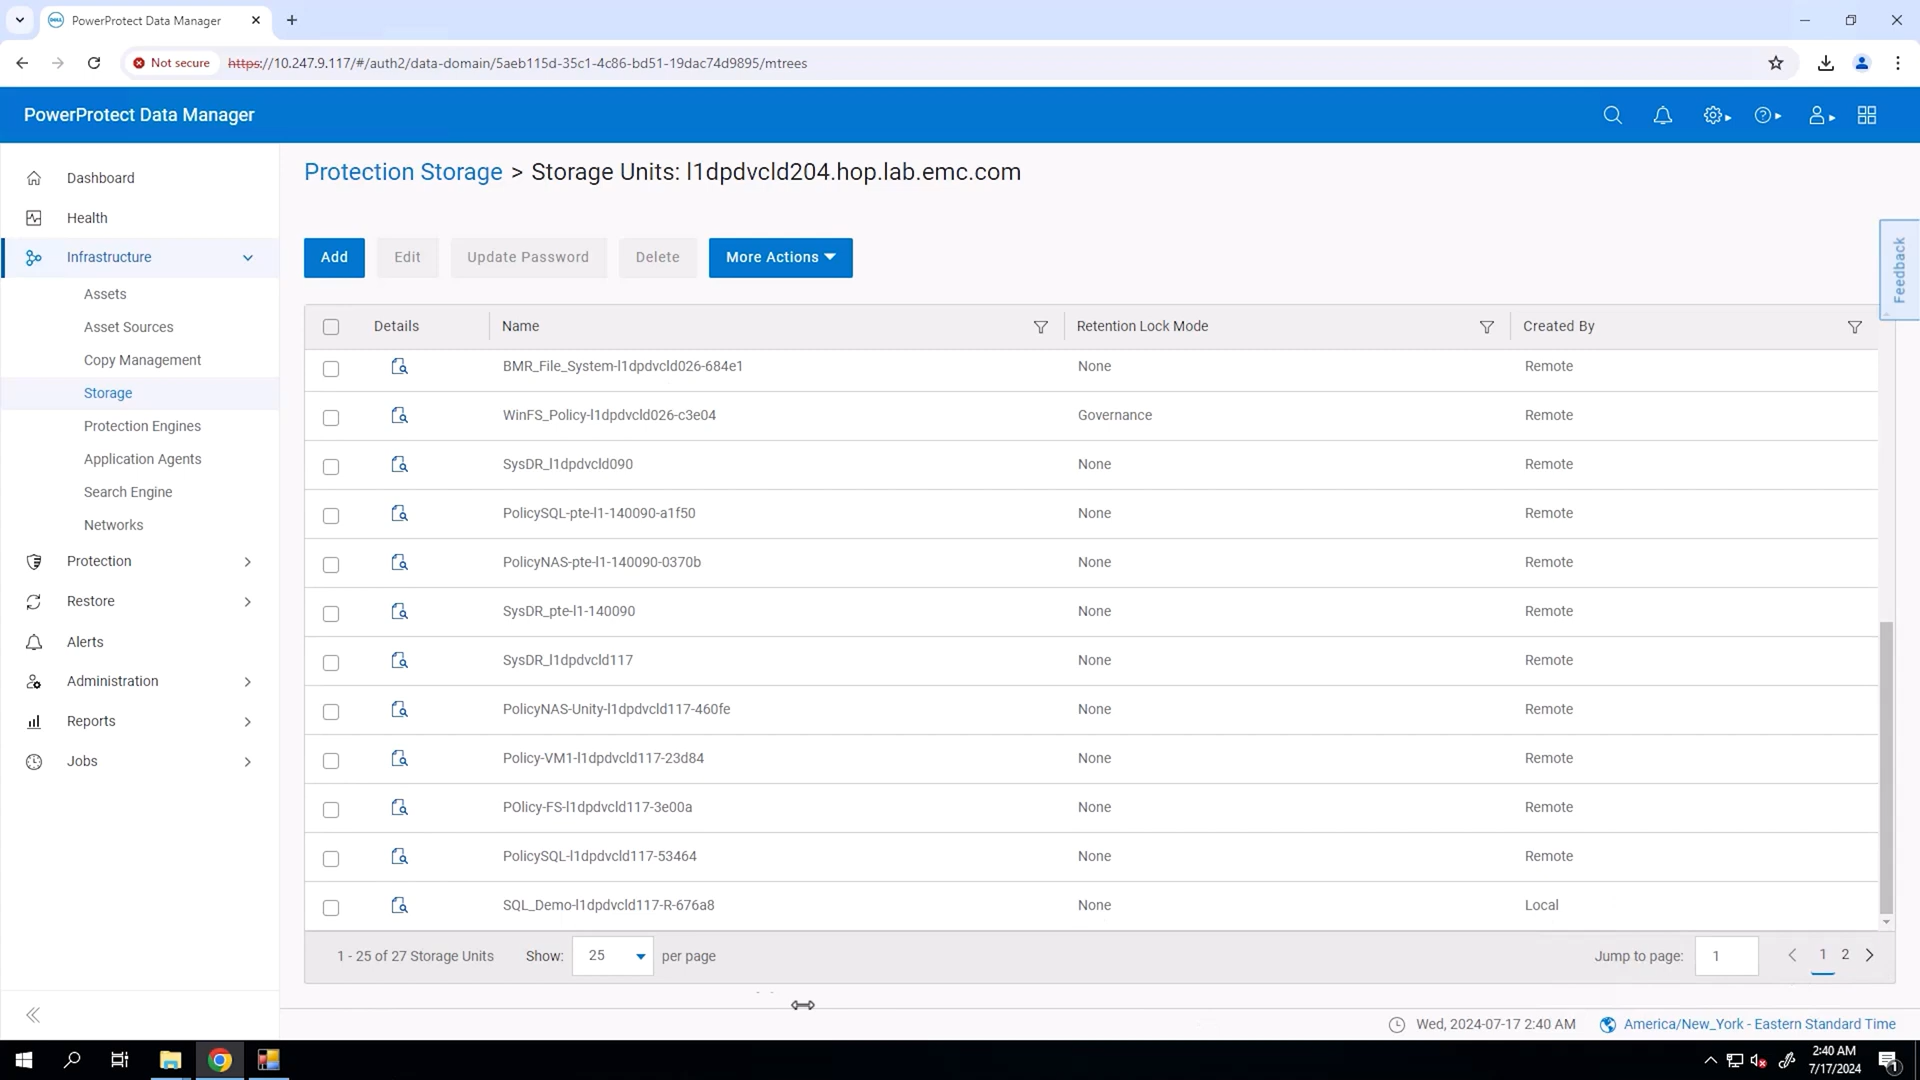 PowerProtect Data Manager
Not secure
https://10.247.9.117/#/auth2/data-domain/5aeb115d-35c1-4c86-bd51-19dac74d9895/mtrees
PowerProtect Data Manager
Dashboard
Health
Infrastructure
Assets
Asset Sources
Copy Management
Storage
Protection Engines
Application Agents
Search Engine
Networks
Protection
Restore
Alerts
Administration
Reports
Jobs
Protection Storage > Storage Units: l1dpdvcld204.hop.lab.emc.com
Add Edit Update Password Delete More Actions
Feedback
Details Name Retention Lock Mode Created By
BMR_File_System-l1dpdvcld026-684e1 None Remote
WinFS_Policy-l1dpdvcld026-c3e04 Governance Remote
SysDR_l1dpdvcld090 None Remote
PolicySQL-pte-l1-140090-a1f50 None Remote
PolicyNAS-pte-l1-140090-0370b None Remote
SysDR_pte-l1-140090 None Remote
SysDR_l1dpdvcld117 None Remote
PolicyNAS-Unity-l1dpdvcld117-460fe None Remote
Policy-VM1-l1dpdvcld117-23d84 None Remote
POlicy-FS-l1dpdvcld117-3e00a None Remote
PolicySQL-l1dpdvcld117-53464 None Remote
SQL_Demo-l1dpdvcld117-R-676a8 None Local
1 - 25 of 27 Storage Units Show: 25 per page Jump to page: 1 1 2
Wed, 2024-07-17 2:40 AM America/New_York - Eastern Standard Time
2:40 AM
7/17/2024
1